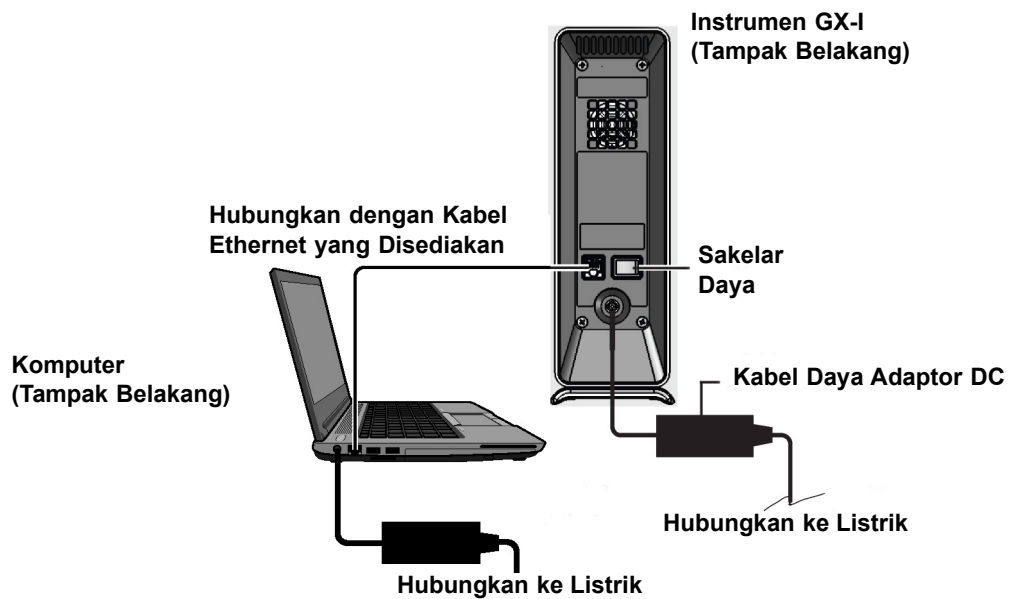 Instrumen GX-I
(Tampak Belakang)
Hubungkan dengan Kabel
Ethernet yang Disediakan
Sakelar
Daya
Komputer
(Tampak Belakang)
Kabel Daya Adaptor DC
Hubungkan ke Listrik
Hubungkan ke Listrik